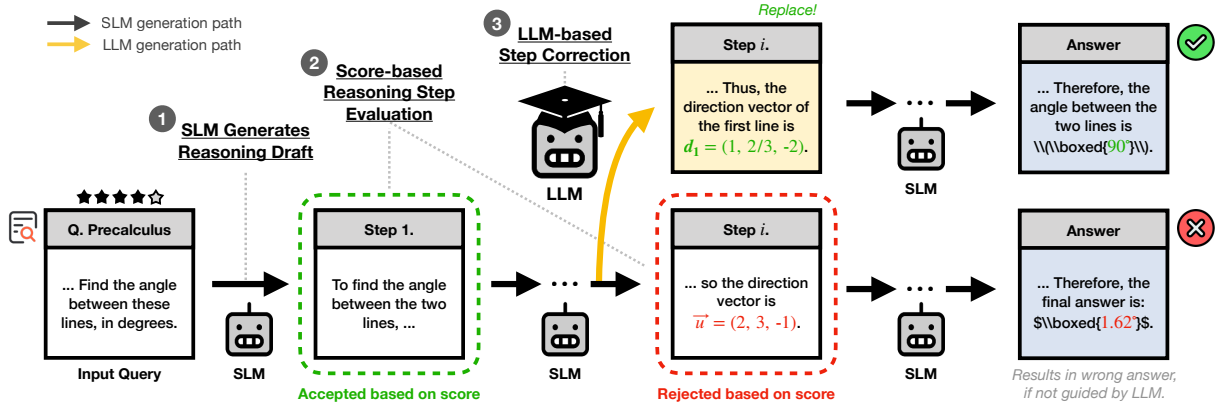 SLM generation path
LLM generation path
1
SLM Generates
Reasoning Draft
2
Score-based
Reasoning Step
Evaluation
3
LLM-based
Step Correction
LLM
Replace!
Step i.
... Thus, the
direction vector of
the first line is
d₁ = (1, 2/3, -2).
SLM
Answer
... Therefore, the
angle between the
two lines is
\\(\\boxed{90°}\\).
Q. Precalculus
... Find the angle
between these
lines, in degrees.
Input Query
SLM
Step 1.
To find the angle
between the two
lines, ...
Accepted based on score
SLM
Step i.
... so the direction
vector is
u⃗ = (2, 3, -1).
Rejected based on score
SLM
Answer
... Therefore, the
final answer is:
$\\boxed{1.62°}$.
Results in wrong answer,
if not guided by LLM.